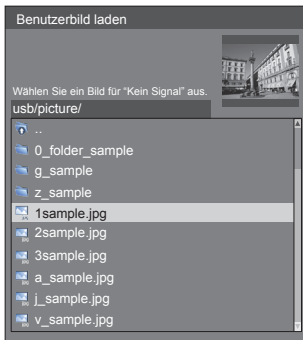 Benutzerbild laden
Wählen Sie ein Bild für “Kein Signal” aus.
usb/picture/
..
0_folder_sample
g_sample
z_sample
1sample.jpg
2sample.jpg
3sample.jpg
a_sample.jpg
j_sample.jpg
v_sample.jpg